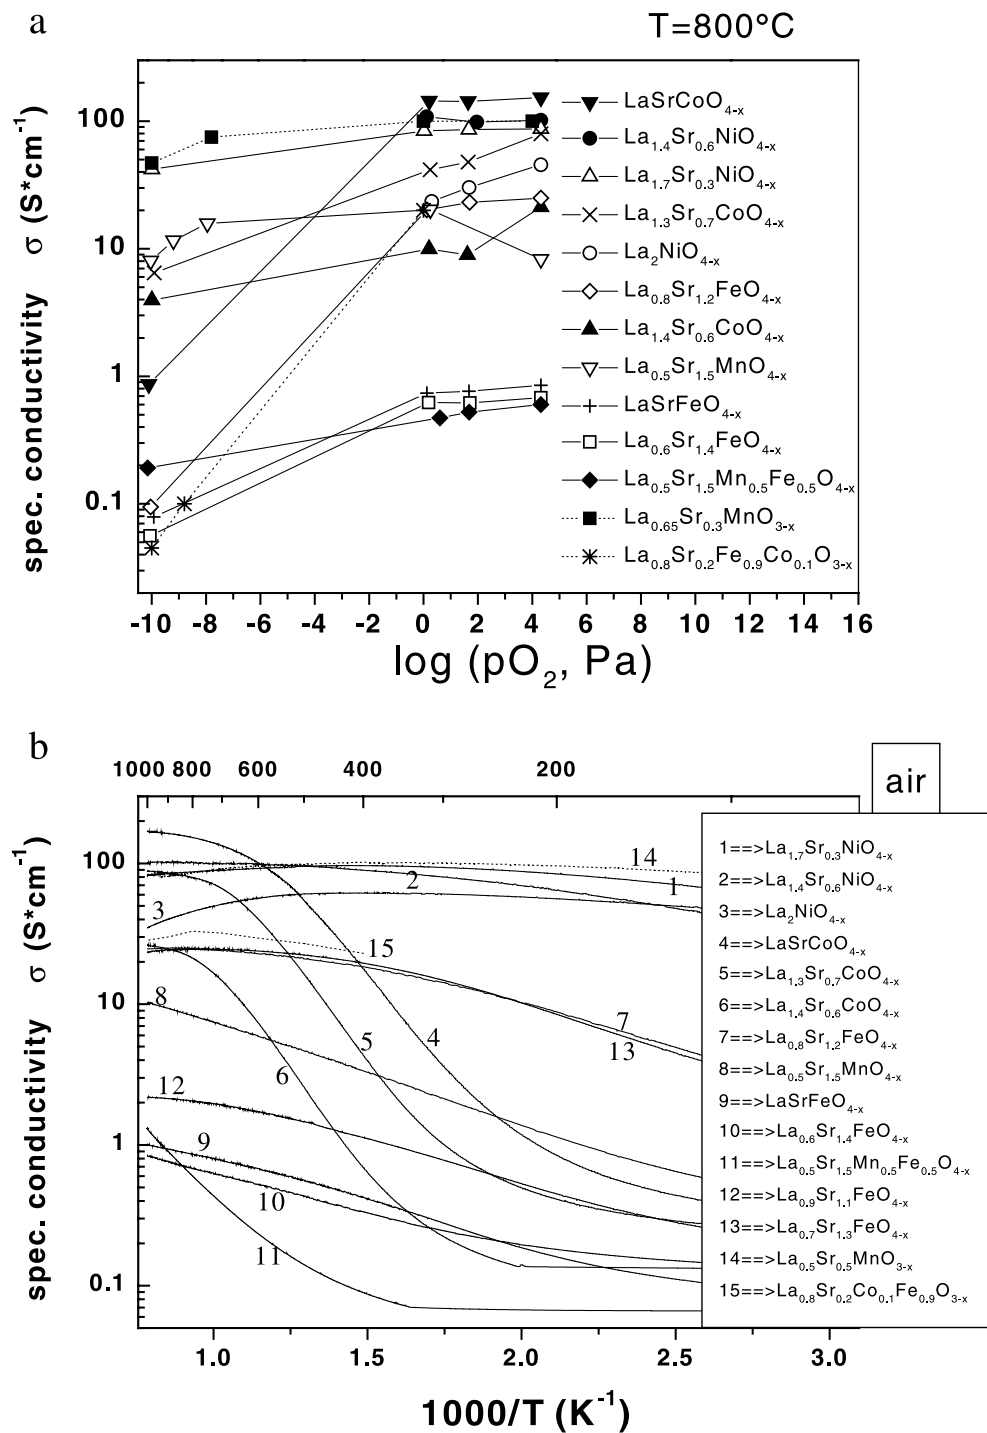 a
T=800°C
spec. conductivity σ (S*cm⁻¹)
100
10
1
0.1
-10 -8 -6 -4 -2 0 2 4 6 8 10 12 14 16
log (pO₂, Pa)
LaSrCoO₄₋ₓ
La₁.₄Sr₀.₆NiO₄₋ₓ
La₁.₇Sr₀.₃NiO₄₋ₓ
La₁.₃Sr₀.₇CoO₄₋ₓ
La₂NiO₄₋ₓ
La₀.₈Sr₁.₂FeO₄₋ₓ
La₁.₄Sr₀.₆CoO₄₋ₓ
La₀.₅Sr₁.₅MnO₄₋ₓ
LaSrFeO₄₋ₓ
La₀.₆Sr₁.₄FeO₄₋ₓ
La₀.₅Sr₁.₅Mn₀.₅Fe₀.₅O₄₋ₓ
La₀.₆₅Sr₀.₃MnO₃₋ₓ
La₀.₈Sr₀.₂Fe₀.₉Co₀.₁O₃₋ₓ
b
1000 800 600 400 200
air
spec. conductivity σ (S*cm⁻¹)
100
10
1
0.1
1.0 1.5 2.0 2.5 3.0
1000/T (K⁻¹)
14
2
1
3
15
8
7
5
4
13
6
12
9
10
11
1==>La₁.₇Sr₀.₃NiO₄₋ₓ
2==>La₁.₄Sr₀.₆NiO₄₋ₓ
3==>La₂NiO₄₋ₓ
4==>LaSrCoO₄₋ₓ
5==>La₁.₃Sr₀.₇CoO₄₋ₓ
6==>La₁.₄Sr₀.₆CoO₄₋ₓ
7==>La₀.₈Sr₁.₂FeO₄₋ₓ
8==>La₀.₅Sr₁.₅MnO₄₋ₓ
9==>LaSrFeO₄₋ₓ
10==>La₀.₆Sr₁.₄FeO₄₋ₓ
11==>La₀.₅Sr₁.₅Mn₀.₅Fe₀.₅O₄₋ₓ
12==>La₀.₉Sr₁.₁FeO₄₋ₓ
13==>La₀.₇Sr₁.₃FeO₄₋ₓ
14==>La₀.₅Sr₀.₅MnO₃₋ₓ
15==>La₀.₈Sr₀.₂Co₀.₁Fe₀.₉O₃₋ₓ